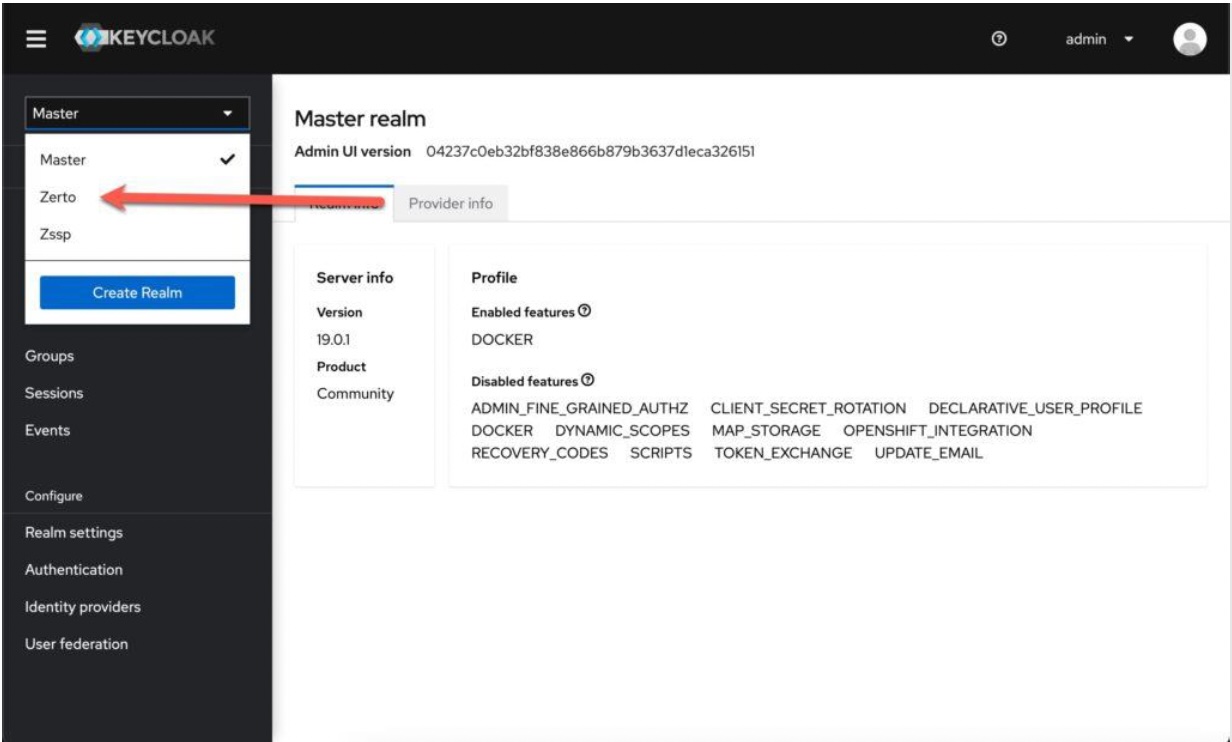 KEYCLOAK
admin
Master
Master
Zerto
Zssp
Create Realm
Groups
Sessions
Events
Configure
Realm settings
Authentication
Identity providers
User federation
Master realm
Admin UI version 04237c0eb32bf838e866b879b3637d1eca326151
Provider info
Server info
Version
19.0.1
Product
Community
Profile
Enabled features
DOCKER
Disabled features
ADMIN_FINE_GRAINED_AUTHZ CLIENT_SECRET_ROTATION DECLARATIVE_USER_PROFILE
DOCKER DYNAMIC_SCOPES MAP_STORAGE OPENSHIFT_INTEGRATION
RECOVERY_CODES SCRIPTS TOKEN_EXCHANGE UPDATE_EMAIL